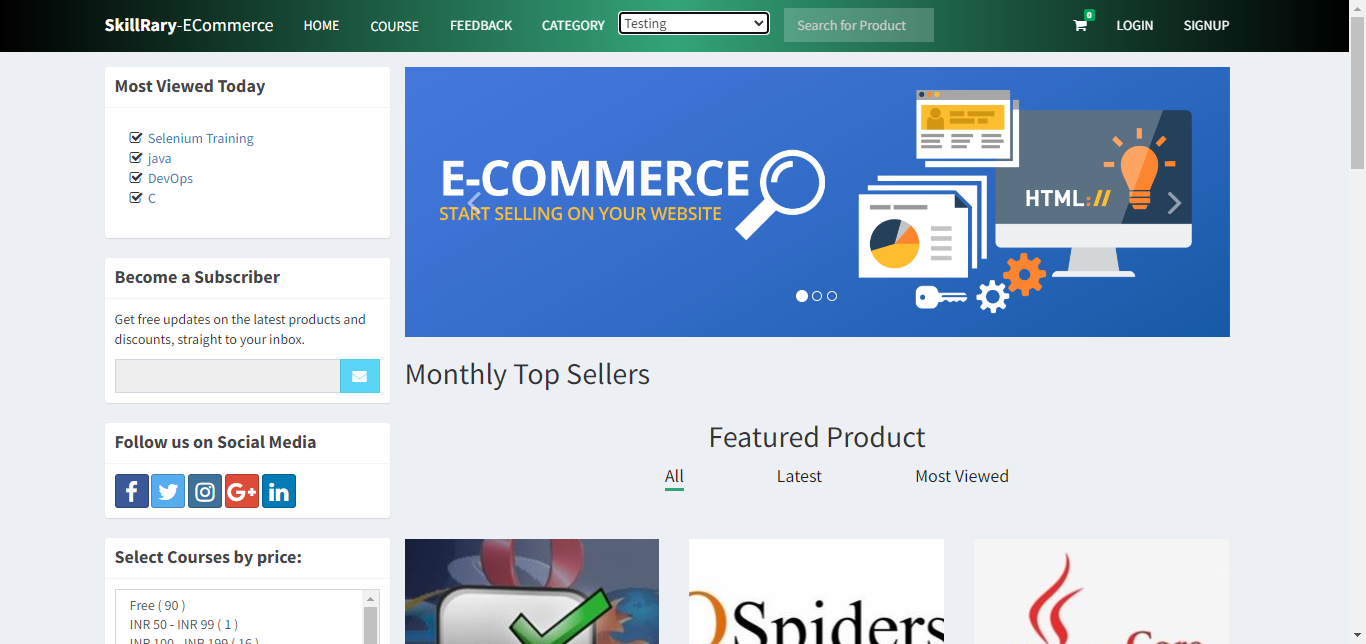 SkillRary-ECommerce HOME COURSE FEEDBACK CATEGORY Testing Search for Product 0 LOGIN SIGNUP
Most Viewed Today
Selenium Training
java
DevOps
C
E-COMMERCE
START SELLING ON YOUR WEBSITE
HTML://
Become a Subscriber
Get free updates on the latest products and
discounts, straight to your inbox.
Monthly Top Sellers
Featured Product
All Latest Most Viewed
Follow us on Social Media
f G+ in
Select Courses by price:
Free ( 90 )
INR 50 - INR 99 ( 1 )
INR 100 - INR 199 ( 16 )
Spiders
Core